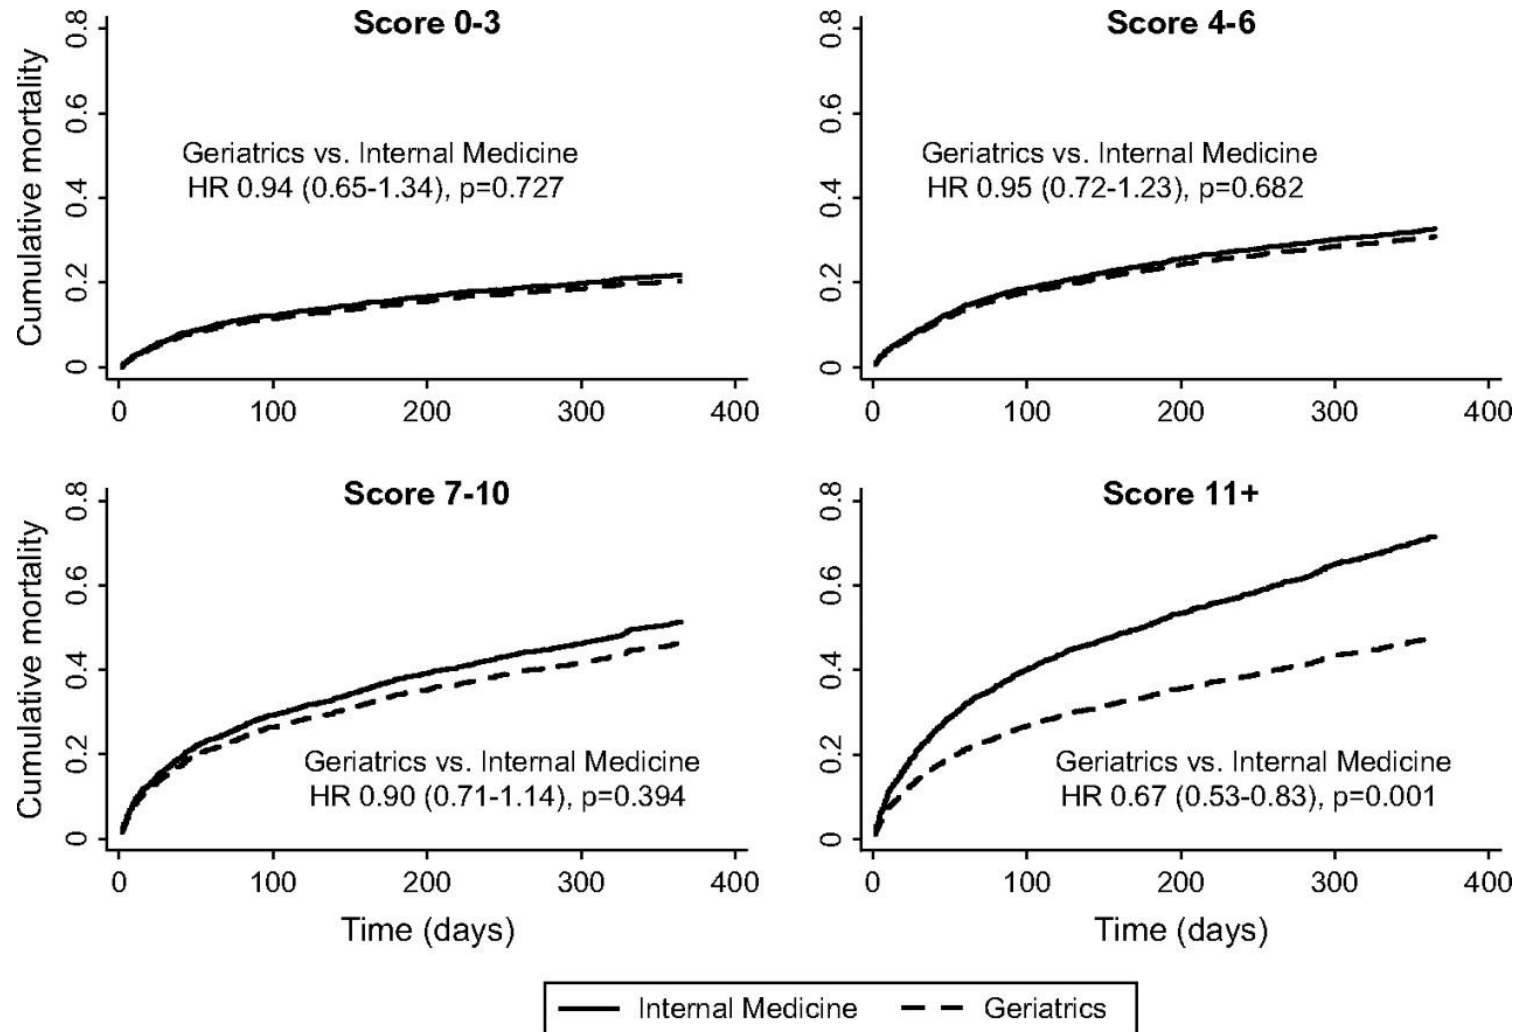 Score 0-3
Cumulative mortality
0.8
0.6
0.4
0.2
0
Geriatrics vs. Internal Medicine
HR 0.94 (0.65-1.34), p=0.727
0 100 200 300 400
Score 4-6
0.8
0.6
0.4
0.2
0
Geriatrics vs. Internal Medicine
HR 0.95 (0.72-1.23), p=0.682
0 100 200 300 400
Score 7-10
Cumulative mortality
0.8
0.6
0.4
0.2
0
Geriatrics vs. Internal Medicine
HR 0.90 (0.71-1.14), p=0.394
0 100 200 300 400
Time (days)
Score 11+
0.8
0.6
0.4
0.2
0
Geriatrics vs. Internal Medicine
HR 0.67 (0.53-0.83), p=0.001
0 100 200 300 400
Time (days)
Internal Medicine Geriatrics